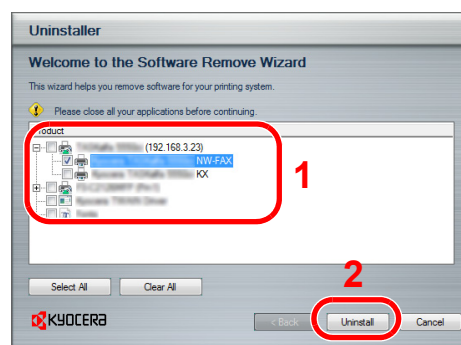 Uninstaller
Welcome to the Software Remove Wizard
This wizard helps you remove software for your printing system.
Please close all your applications before continuing.
Product
(192.168.3.23)
NW-FAX
KX
1
Select All Clear All
2
KYOCERA
< Back Uninstall Cancel